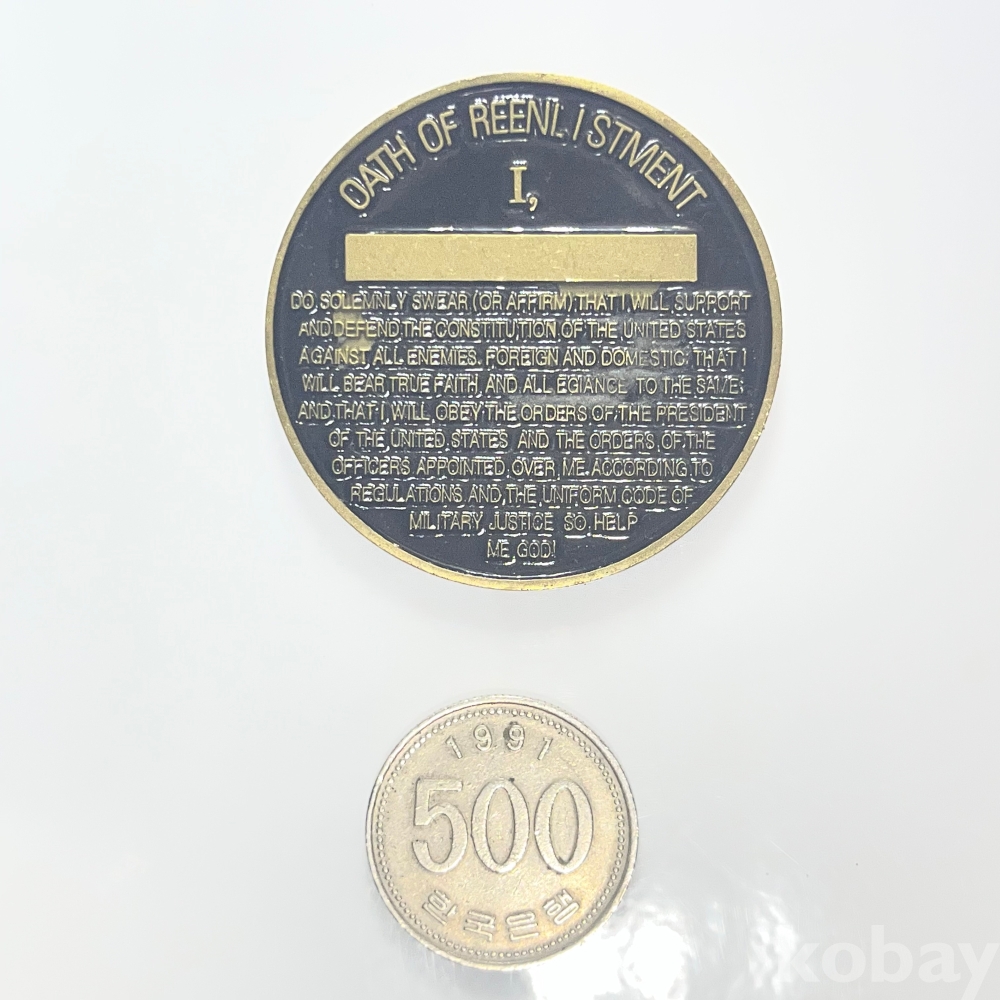 OATH OF REENLISTMENT
I,
DO SOLEMNLY SWEAR (OR AFFIRM) THAT I WILL SUPPORT
AND DEFEND THE CONSTITUTION OF THE UNITED STATES
AGAINST ALL ENEMIES. FOREIGN AND DOMESTIC, THAT I
WILL BEAR TRUE FAITH, AND ALLEGIANCE TO THE SAME;
AND THAT I WILL OBEY THE ORDERS OF THE PRESIDENT
OF THE UNITED STATES AND THE ORDERS OF THE
OFFICERS APPOINTED OVER ME. ACCORDING TO
REGULATIONS AND THE UNIFORM CODE OF
MILITARY JUSTICE SO HELP
ME GOD!
1991
500
한국은행
kobay